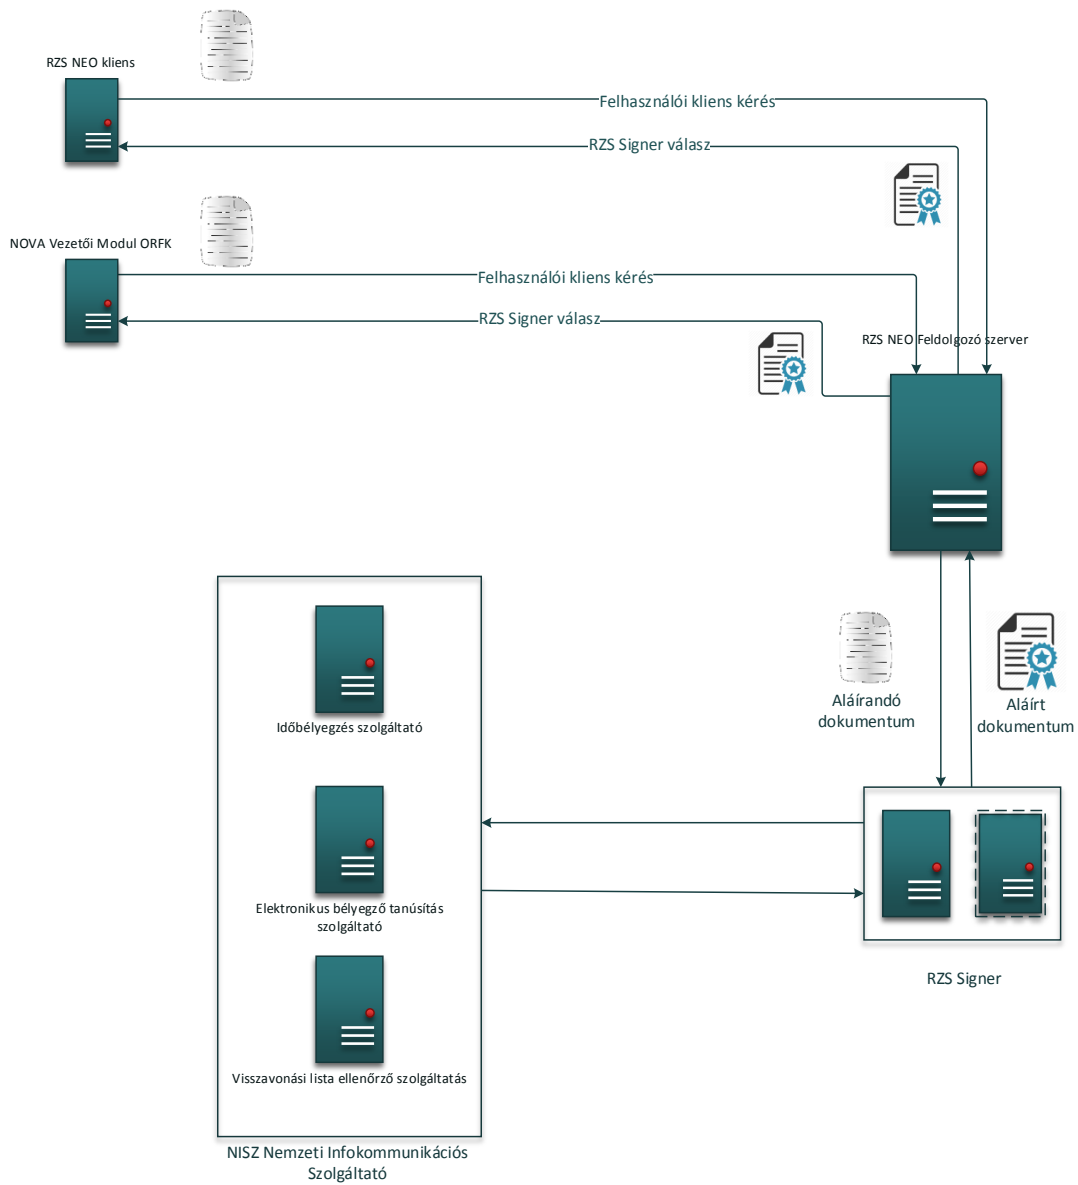 RZS NEO kliens
Felhasználói kliens kérés
RZS Signer válasz
NOVA Vezetői Modul ORFK
Felhasználói kliens kérés
RZS Signer válasz
RZS NEO Feldolgozó szerver
Aláírandó
dokumentum
Aláírt
dokumentum
Időbélyegzés szolgáltató
Elektronikus bélyegző tanúsítás
szolgáltató
RZS Signer
Visszavonási lista ellenőrző szolgáltatás
NISZ Nemzeti Infokommunikációs
Szolgáltató